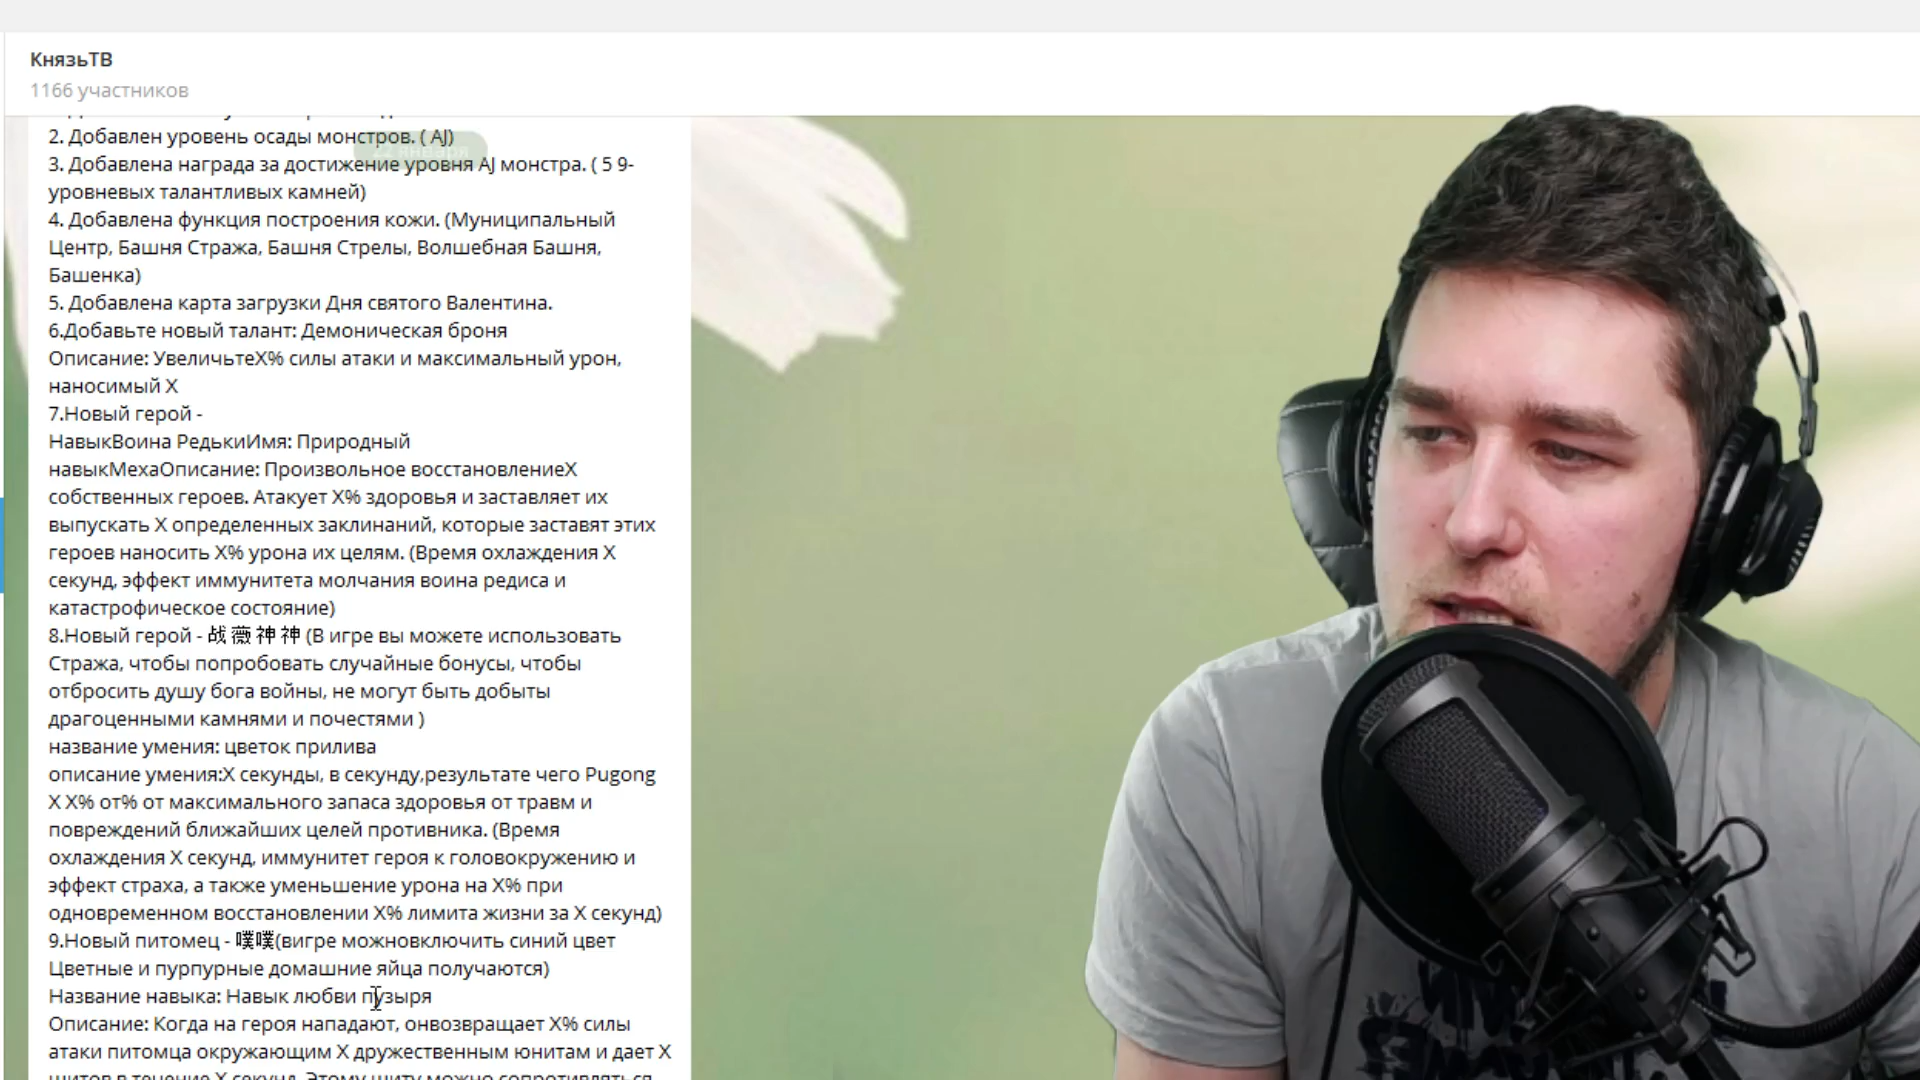 КнязьТВ
1166 участников
2. Добавлен уровень осады монстров. ( AJ)
22 января
3. Добавлена награда за достижение уровня AJ монстра. ( 5 9-
уровневых талантливых камней)
4. Добавлена функция построения кожи. (Муниципальный
Центр, Башня Стража, Башня Стрелы, Волшебная Башня,
Башенка)
5. Добавлена карта загрузки Дня святого Валентина.
6.Добавьте новый талант: Демоническая броня
Описание: УвеличьтеX% силы атаки и максимальный урон,
наносимый X
7.Новый герой -
НавыкВоина РедькиИмя: Природный
навыкМехаОписание: Произвольное восстановлениеX
собственных героев. Атакует X% здоровья и заставляет их
выпускать X определенных заклинаний, которые заставят этих
героев наносить X% урона их целям. (Время охлаждения X
секунд, эффект иммунитета молчания воина редиса и
катастрофическое состояние)
8.Новый герой - 战薇神神 (В игре вы можете использовать
Стража, чтобы попробовать случайные бонусы, чтобы
отбросить душу бога войны, не могут быть добыты
драгоценными камнями и почестями )
название умения: цветок прилива
описание умения:X секунды, в секунду,результате чего Pugong
X X% от% от максимального запаса здоровья от травм и
повреждений ближайших целей противника. (Время
охлаждения X секунд, иммунитет героя к головокружению и
эффект страха, а также уменьшение урона на X% при
одновременном восстановлении X% лимита жизни за X секунд)
9.Новый питомец - 噗噗(вигре можновключить синий цвет
Цветные и пурпурные домашние яйца получаются)
Название навыка: Навык любви пузыря
Описание: Когда на героя нападают, онвозвращает X% силы
атаки питомца окружающим X дружественным юнитам и дает X
щитов в течение X секунд. Этому щиту можно сопротивляться